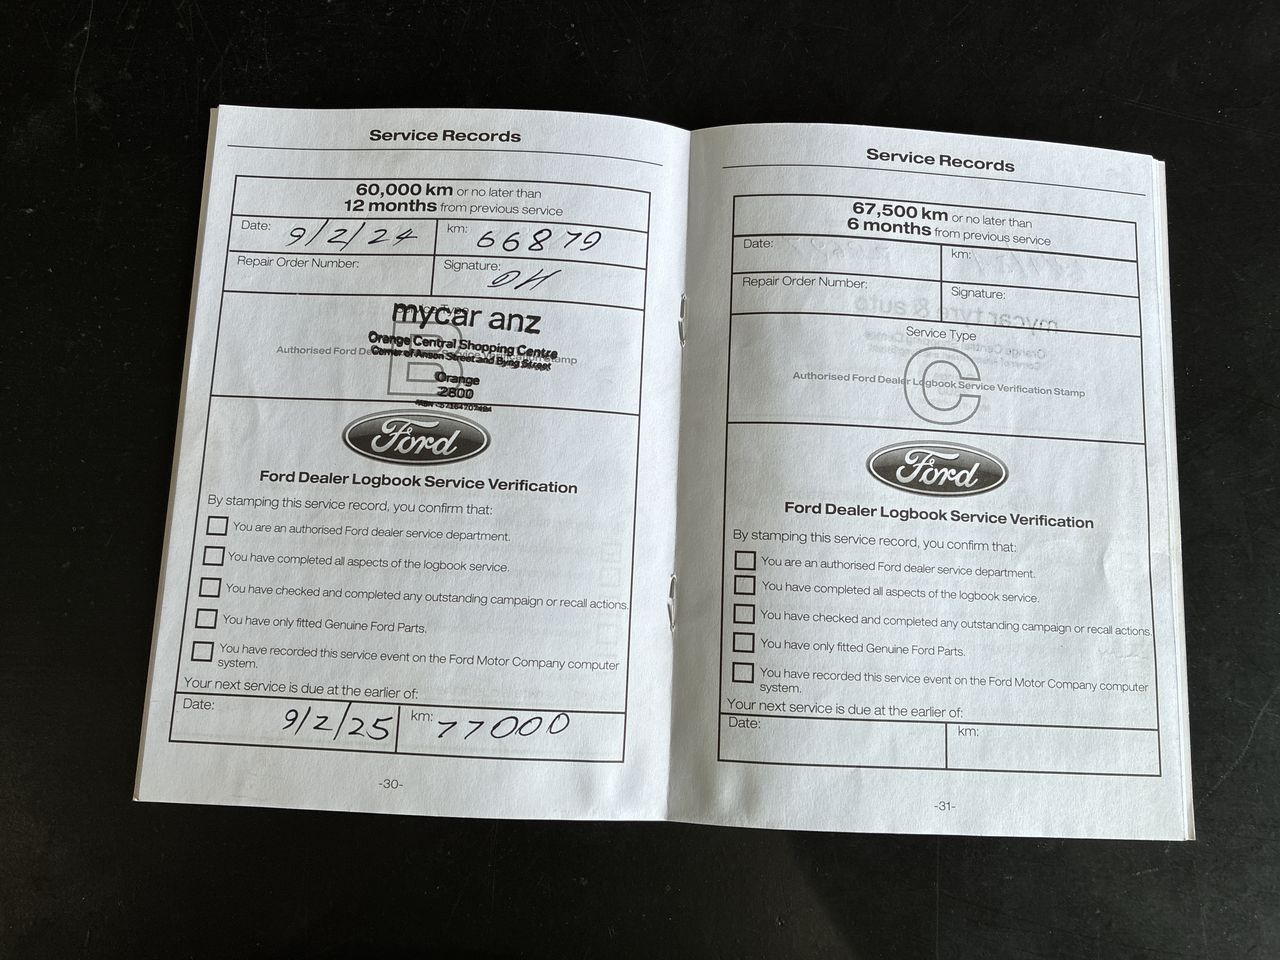 Service Records
60,000 km or no later than
12 months from previous service
Date: 9/2/24 km: 66879
Repair Order Number: Signature: DH
mycar anz
Orange Central Shopping Centre
Corner of Anson Street and Byng Street
Authorised Ford Stamp
B
Orange
2800
Ford
Ford Dealer Logbook Service Verification
By stamping this service record, you confirm that:
You are an authorised Ford dealer service department.
You have completed all aspects of the logbook service.
You have checked and completed any outstanding campaign or recall actions.
You have only fitted Genuine Ford Parts.
You have recorded this service event on the Ford Motor Company computer
system.
Your next service is due at the earlier of:
Date: 9/2/25 km: 77000
-30-
Service Records
67,500 km or no later than
6 months from previous service
Date: km:
Repair Order Number: Signature:
Service Type
C
Authorised Ford Dealer Logbook Service Verification Stamp
Ford
Ford Dealer Logbook Service Verification
By stamping this service record, you confirm that:
You are an authorised Ford dealer service department.
You have completed all aspects of the logbook service.
You have checked and completed any outstanding campaign or recall actions.
You have only fitted Genuine Ford Parts.
You have recorded this service event on the Ford Motor Company computer
system.
Your next service is due at the earlier of:
Date: km:
-31-